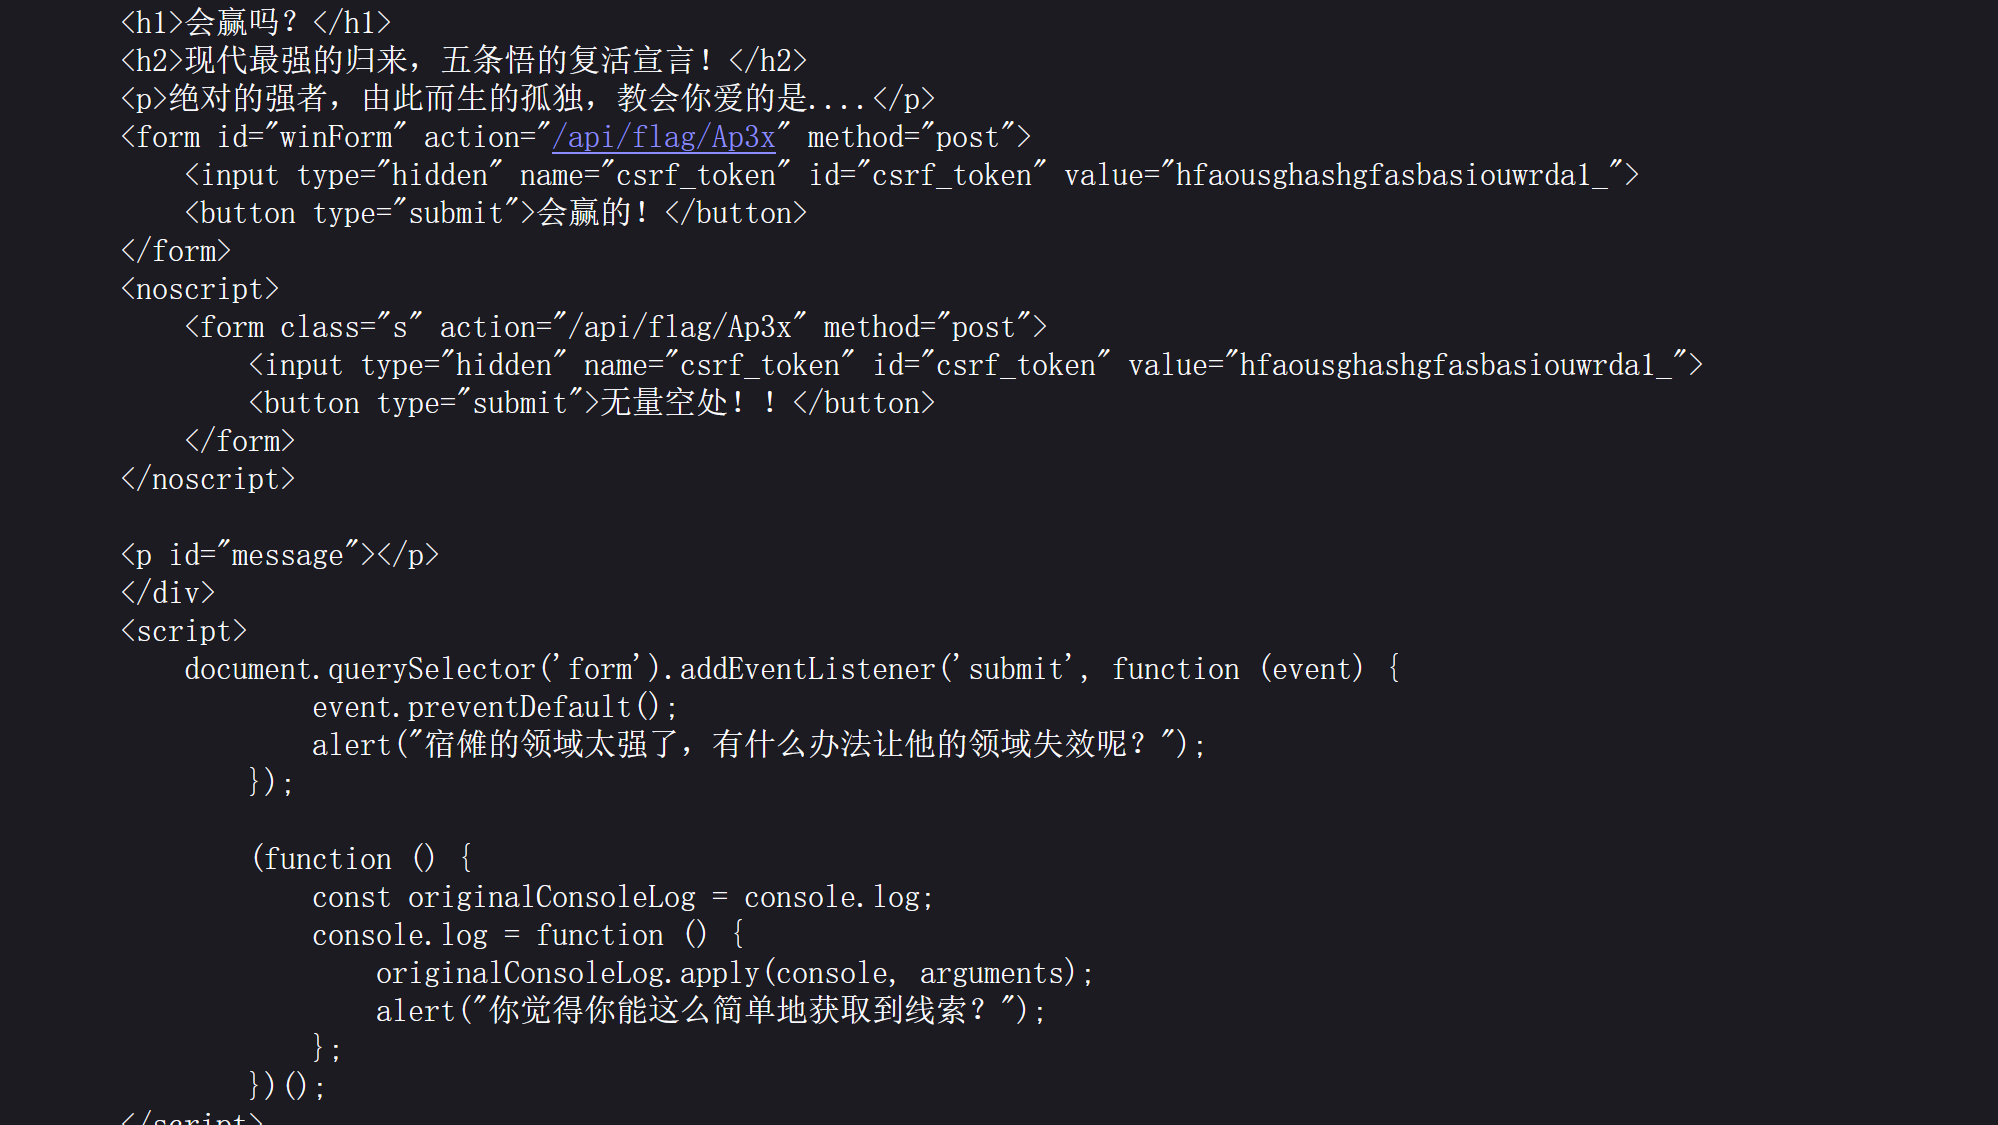 <h1>会赢吗？</h1>
<h2>现代最强的归来，五条悟的复活宣言！</h2>
<p>绝对的强者，由此而生的孤独，教会你爱的是....</p>
<form id="winForm" action="/api/flag/Ap3x" method="post">
<input type="hidden" name="csrf_token" id="csrf_token" value="hfaousghashgfasbasiouwrda1_">
<button type="submit">会赢的！</button>
</form>
<noscript>
<form class="s" action="/api/flag/Ap3x" method="post">
<input type="hidden" name="csrf_token" id="csrf_token" value="hfaousghashgfasbasiouwrda1_">
<button type="submit">无量空处！！</button>
</form>
</noscript>
<p id="message"></p>
</div>
<script>
document.querySelector('form').addEventListener('submit', function (event) {
event.preventDefault();
alert("宿傩的领域太强了，有什么办法让他的领域失效呢？");
});
(function () {
const originalConsoleLog = console.log;
console.log = function () {
originalConsoleLog.apply(console, arguments);
alert("你觉得你能这么简单地获取到线索？");
};
})();
</script>